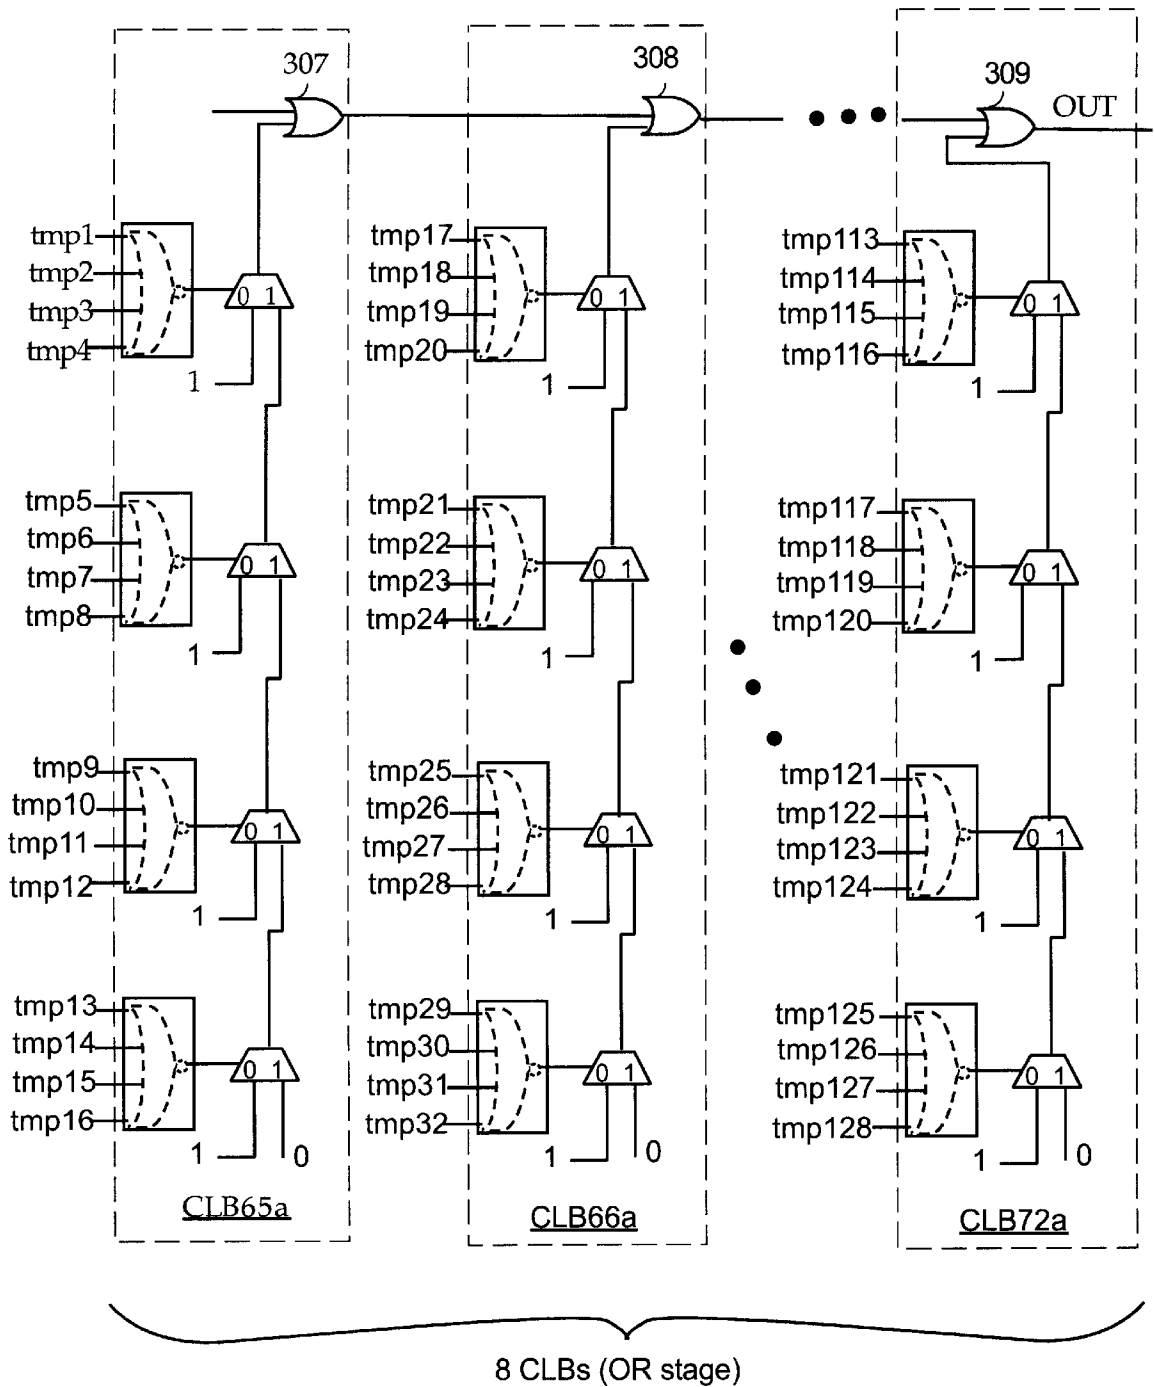 307
308
309
OUT
tmp1
tmp2
tmp3
tmp4
0 1
1
tmp5
tmp6
tmp7
tmp8
0 1
1
tmp9
tmp10
tmp11
tmp12
0 1
1
tmp13
tmp14
tmp15
tmp16
0 1
1
0
CLB65a
tmp17
tmp18
tmp19
tmp20
0 1
1
tmp21
tmp22
tmp23
tmp24
0 1
1
tmp25
tmp26
tmp27
tmp28
0 1
1
tmp29
tmp30
tmp31
tmp32
0 1
1
0
CLB66a
tmp113
tmp114
tmp115
tmp116
0 1
1
tmp117
tmp118
tmp119
tmp120
0 1
1
tmp121
tmp122
tmp123
tmp124
0 1
1
tmp125
tmp126
tmp127
tmp128
0 1
1
0
CLB72a
8 CLBs (OR stage)